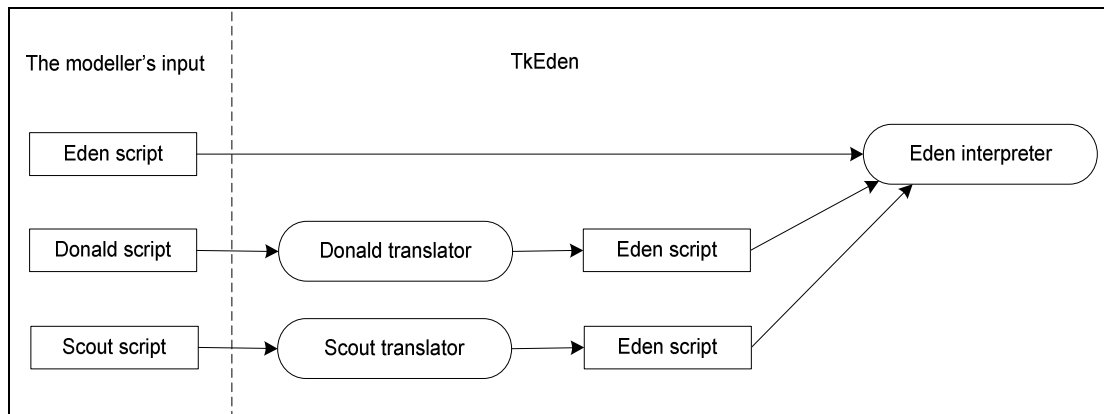 The modeller's input
TkEden
Eden script
Eden interpreter
Donald script
Donald translator
Eden script
Scout script
Scout translator
Eden script